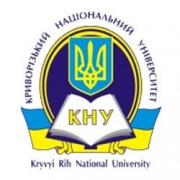 КРИВОРІЗЬКИЙ НАЦІОНАЛЬНИЙ УНІВЕРСИТЕТ
КНУ
Kryvyi Rih National University